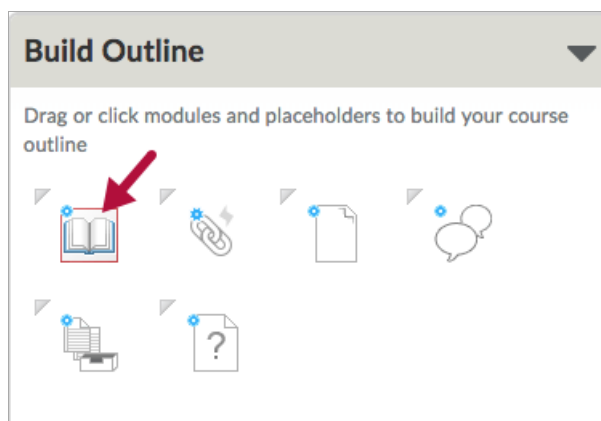 Build Outline
Drag or click modules and placeholders to build your course
outline
?